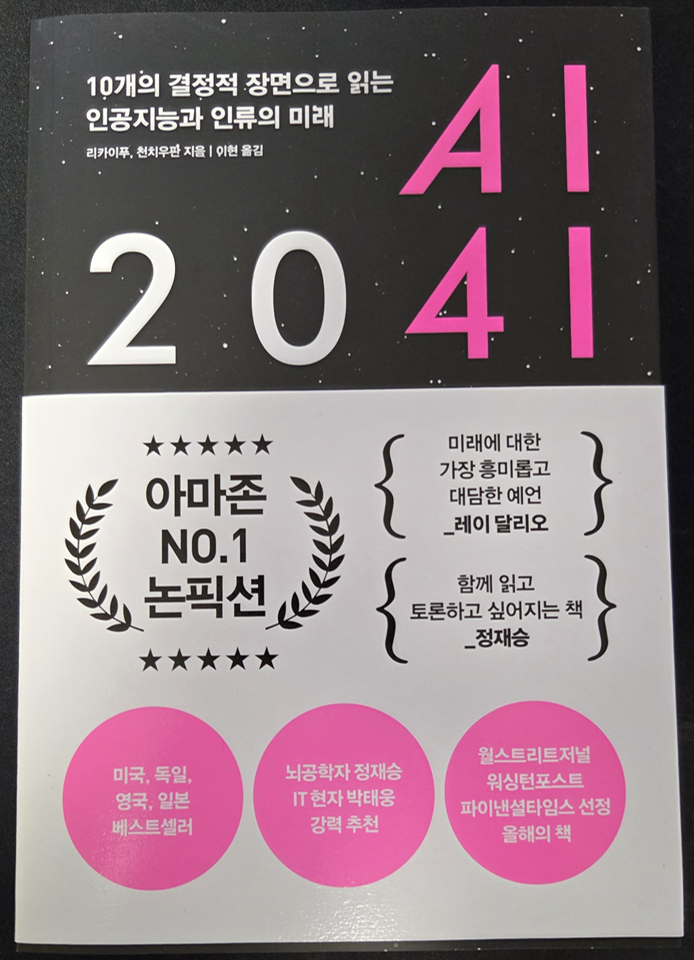 10개의 결정적 장면으로 읽는
인공지능과 인류의 미래
리카이푸, 천치우판 지음 | 이현 옮김
AI
2041
★★★★★
아마존
NO.1
논픽션
★★★★★
미래에 대한
가장 흥미롭고
대담한 예언
_레이 달리오
함께 읽고
토론하고 싶어지는 책
_정재승
미국, 독일,
영국, 일본
베스트셀러
뇌공학자 정재승
IT 현자 박태웅
강력 추천
월스트리트저널
워싱턴포스트
파이낸셜타임스 선정
올해의 책